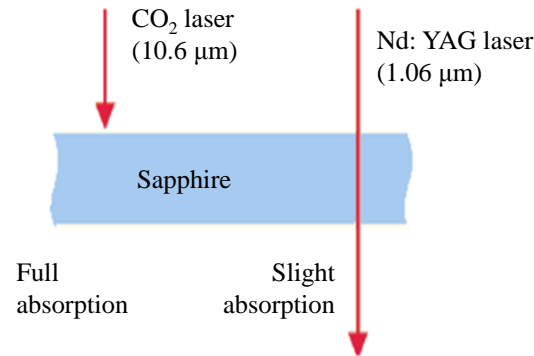 CO₂ laser
(10.6 μm)
Nd: YAG laser
(1.06 μm)
Sapphire
Full
absorption
Slight
absorption